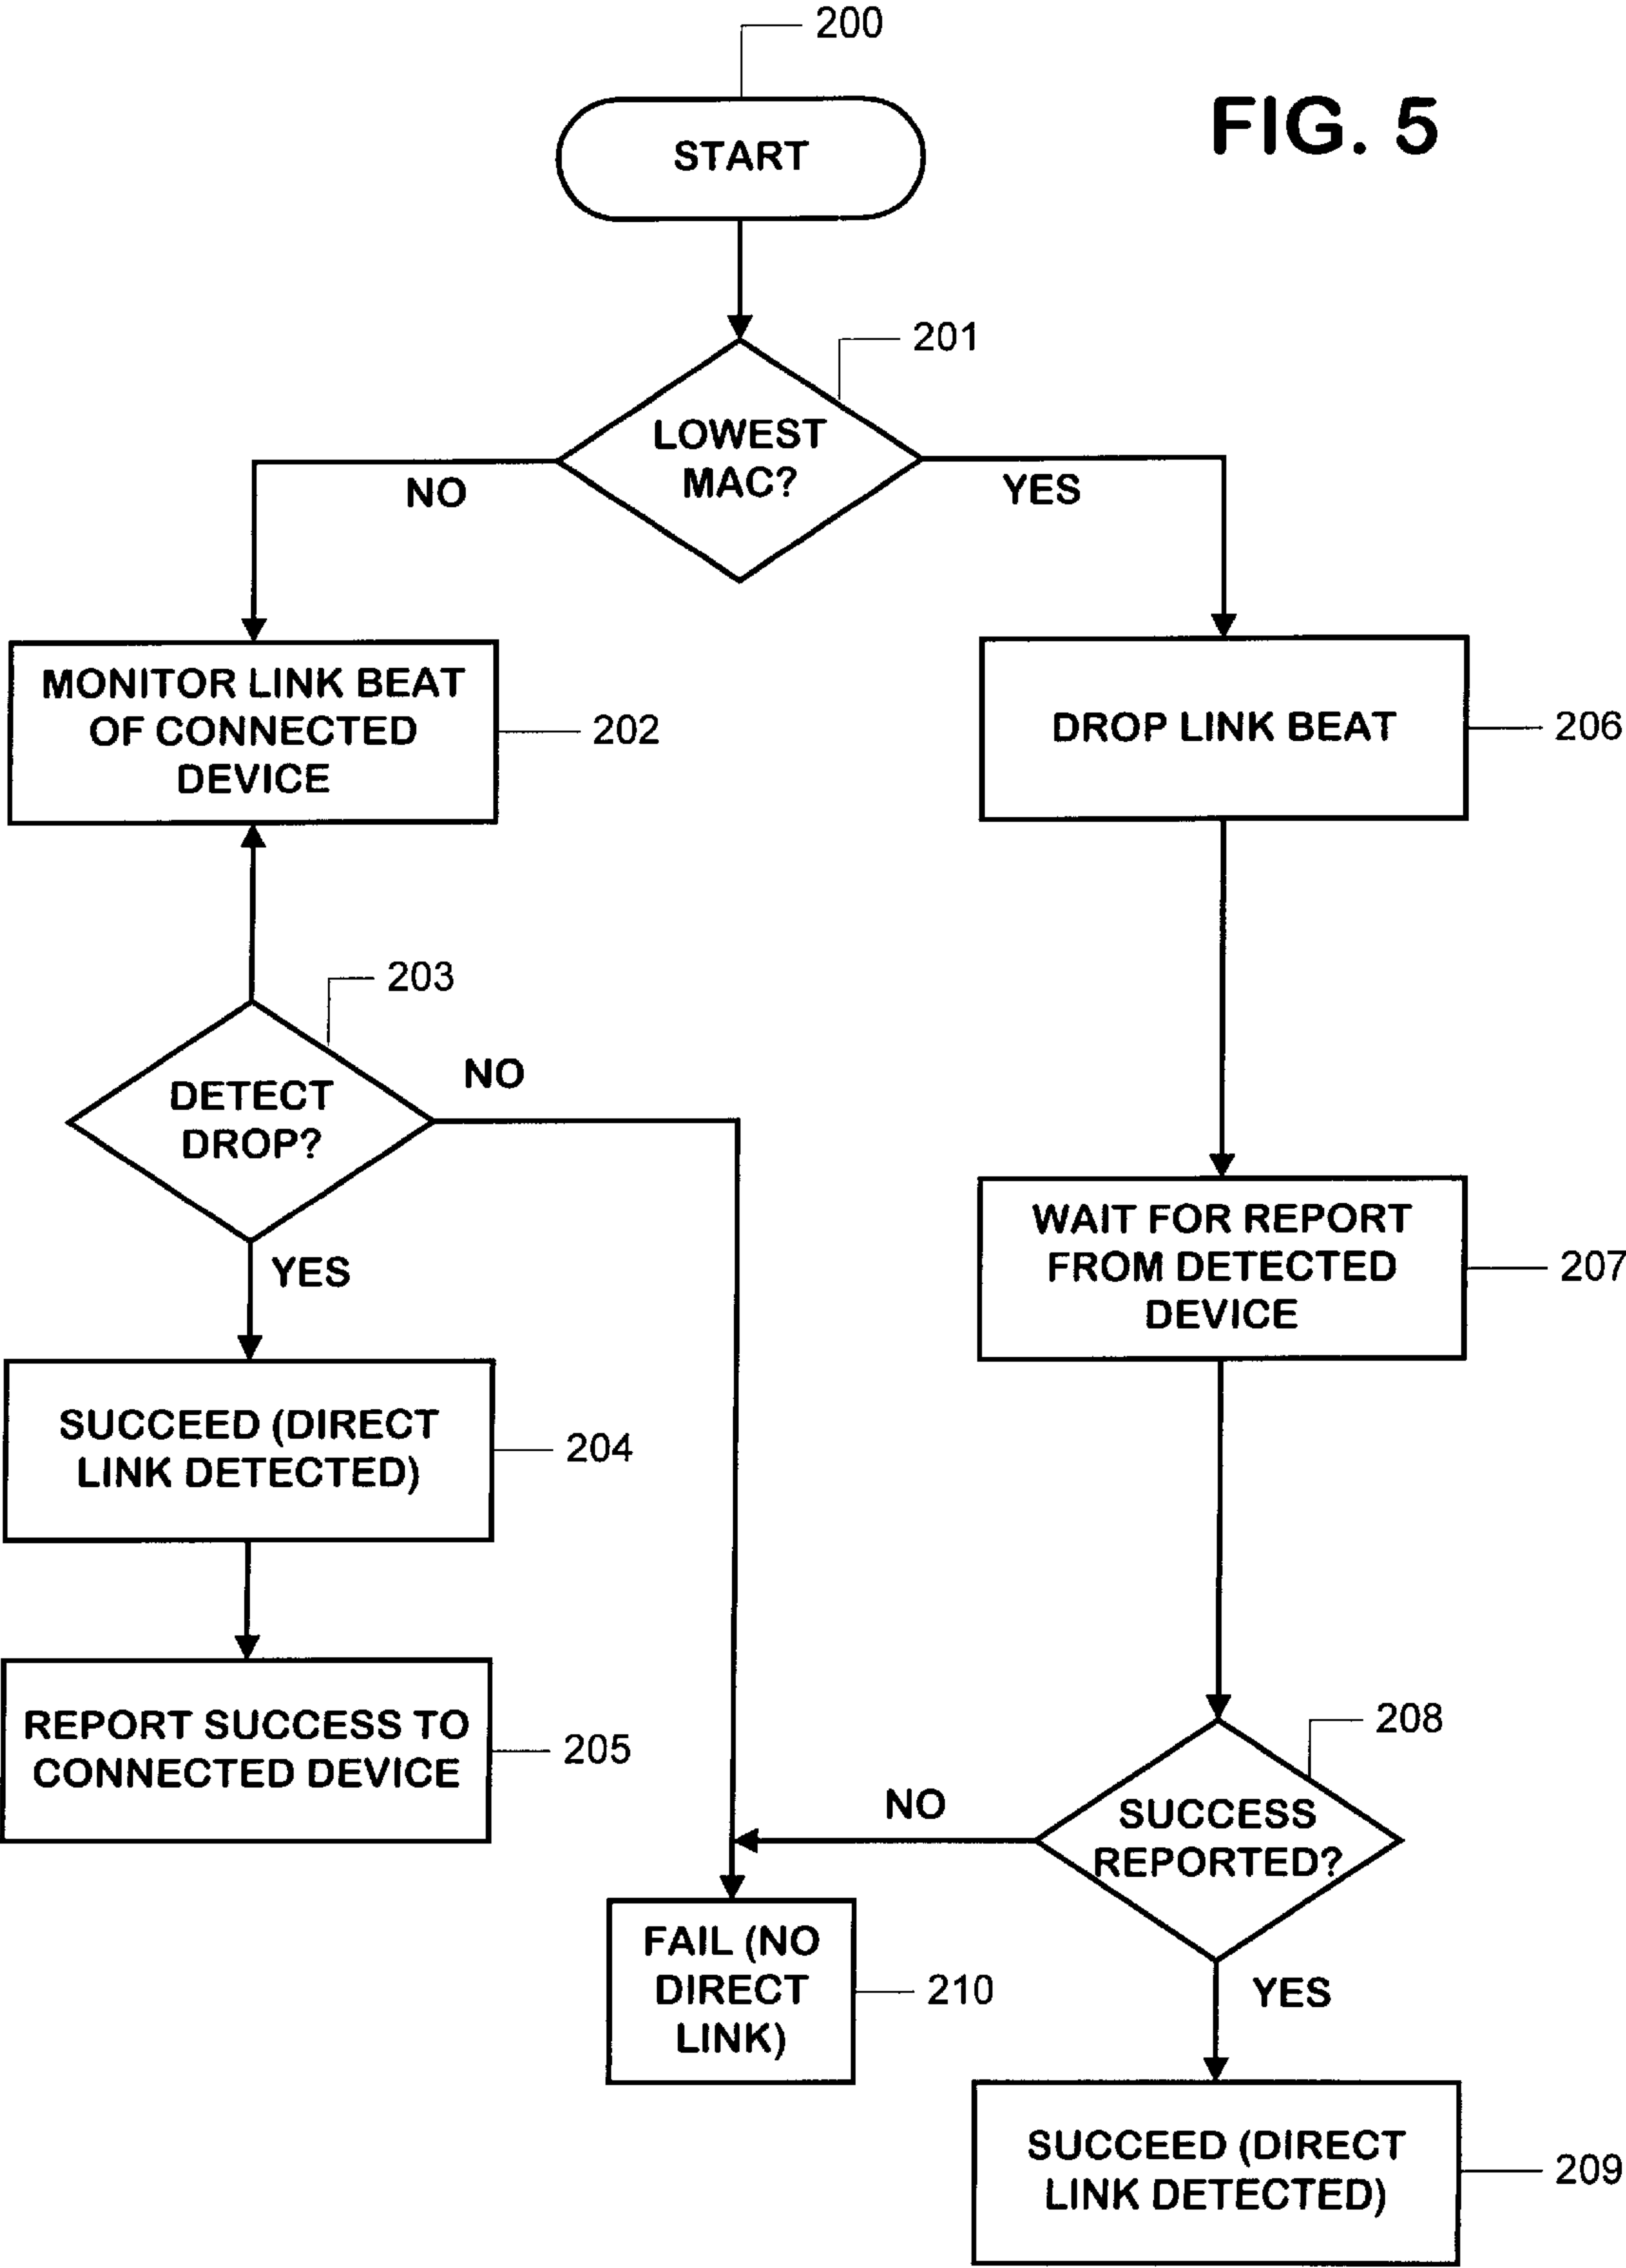 200
FIG. 5
START
201
LOWEST
MAC?
NO
YES
MONITOR LINK BEAT
OF CONNECTED
DEVICE
202
DROP LINK BEAT
206
203
DETECT
DROP?
NO
YES
WAIT FOR REPORT
FROM DETECTED
DEVICE
207
SUCCEED (DIRECT
LINK DETECTED)
204
REPORT SUCCESS TO
CONNECTED DEVICE
205
208
SUCCESS
REPORTED?
NO
YES
FAIL (NO
DIRECT
LINK)
210
SUCCEED (DIRECT
LINK DETECTED)
209